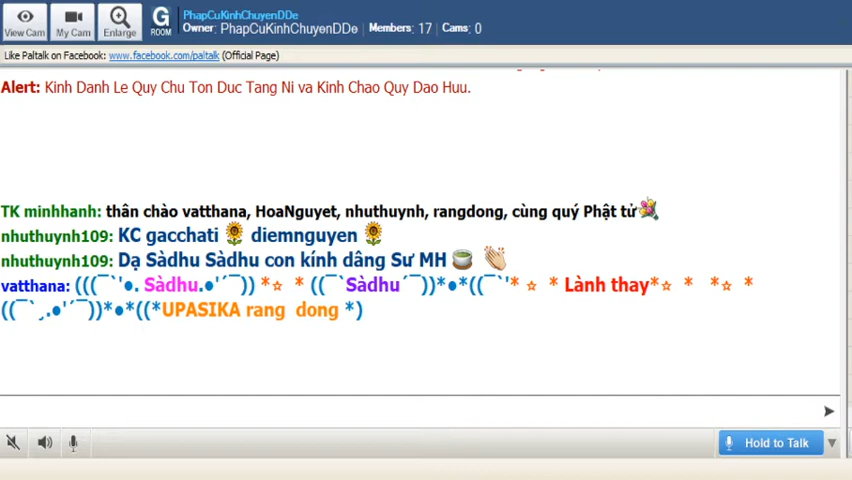 PhapCuKinhChuyenDDe
Owner: PhapCuKinhChuyenDDe Members: 17 Cams: 0
View Cam My Cam Enlarge G ROOM
Like Paltalk on Facebook: www.facebook.com/paltalk (Official Page)
Alert: Kinh Danh Le Quy Chu Ton Duc Tang Ni va Kinh Chao Quy Dao Huu.
TK minhhanh: thân chào vatthana, HoaNguyet, nhuthuynh, rangdong, cùng quý Phật tử
nhuthuynh109: KC gacchati diemnguyen
nhuthuynh109: Dạ Sàdhu Sàdhu con kính dâng Sư MH
vatthana: (((¯`'●. Sàdhu.●'´¯)) *☆ * ((¯`Sàdhu´¯))*●*((¯`'* ☆ * Lành thay*☆ * *☆ *
((¯`¸.●'´¯))*●*((*UPASIKA rang dong *)
Hold to Talk